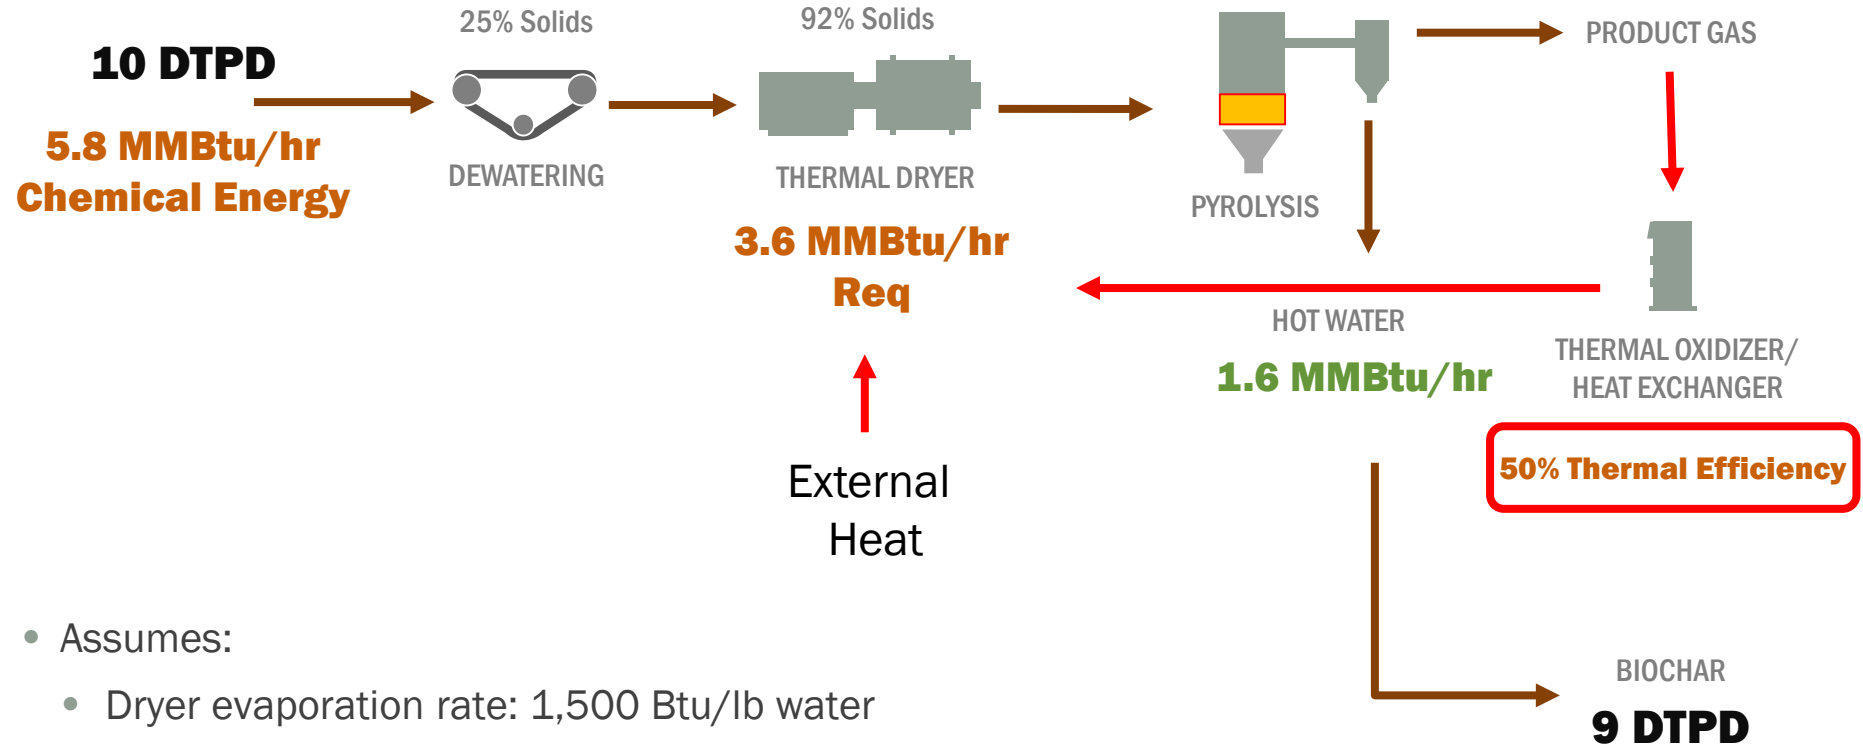 10 DTPD
5.8 MMBtu/hr
Chemical Energy
25% Solids
DEWATERING
92% Solids
THERMAL DRYER
3.6 MMBtu/hr
Req
External
Heat
PYROLYSIS
PRODUCT GAS
HOT WATER
1.6 MMBtu/hr
THERMAL OXIDIZER/
HEAT EXCHANGER
50% Thermal Efficiency
BIOCHAR
9 DTPD
• Assumes:
• Dryer evaporation rate: 1,500 Btu/lb water